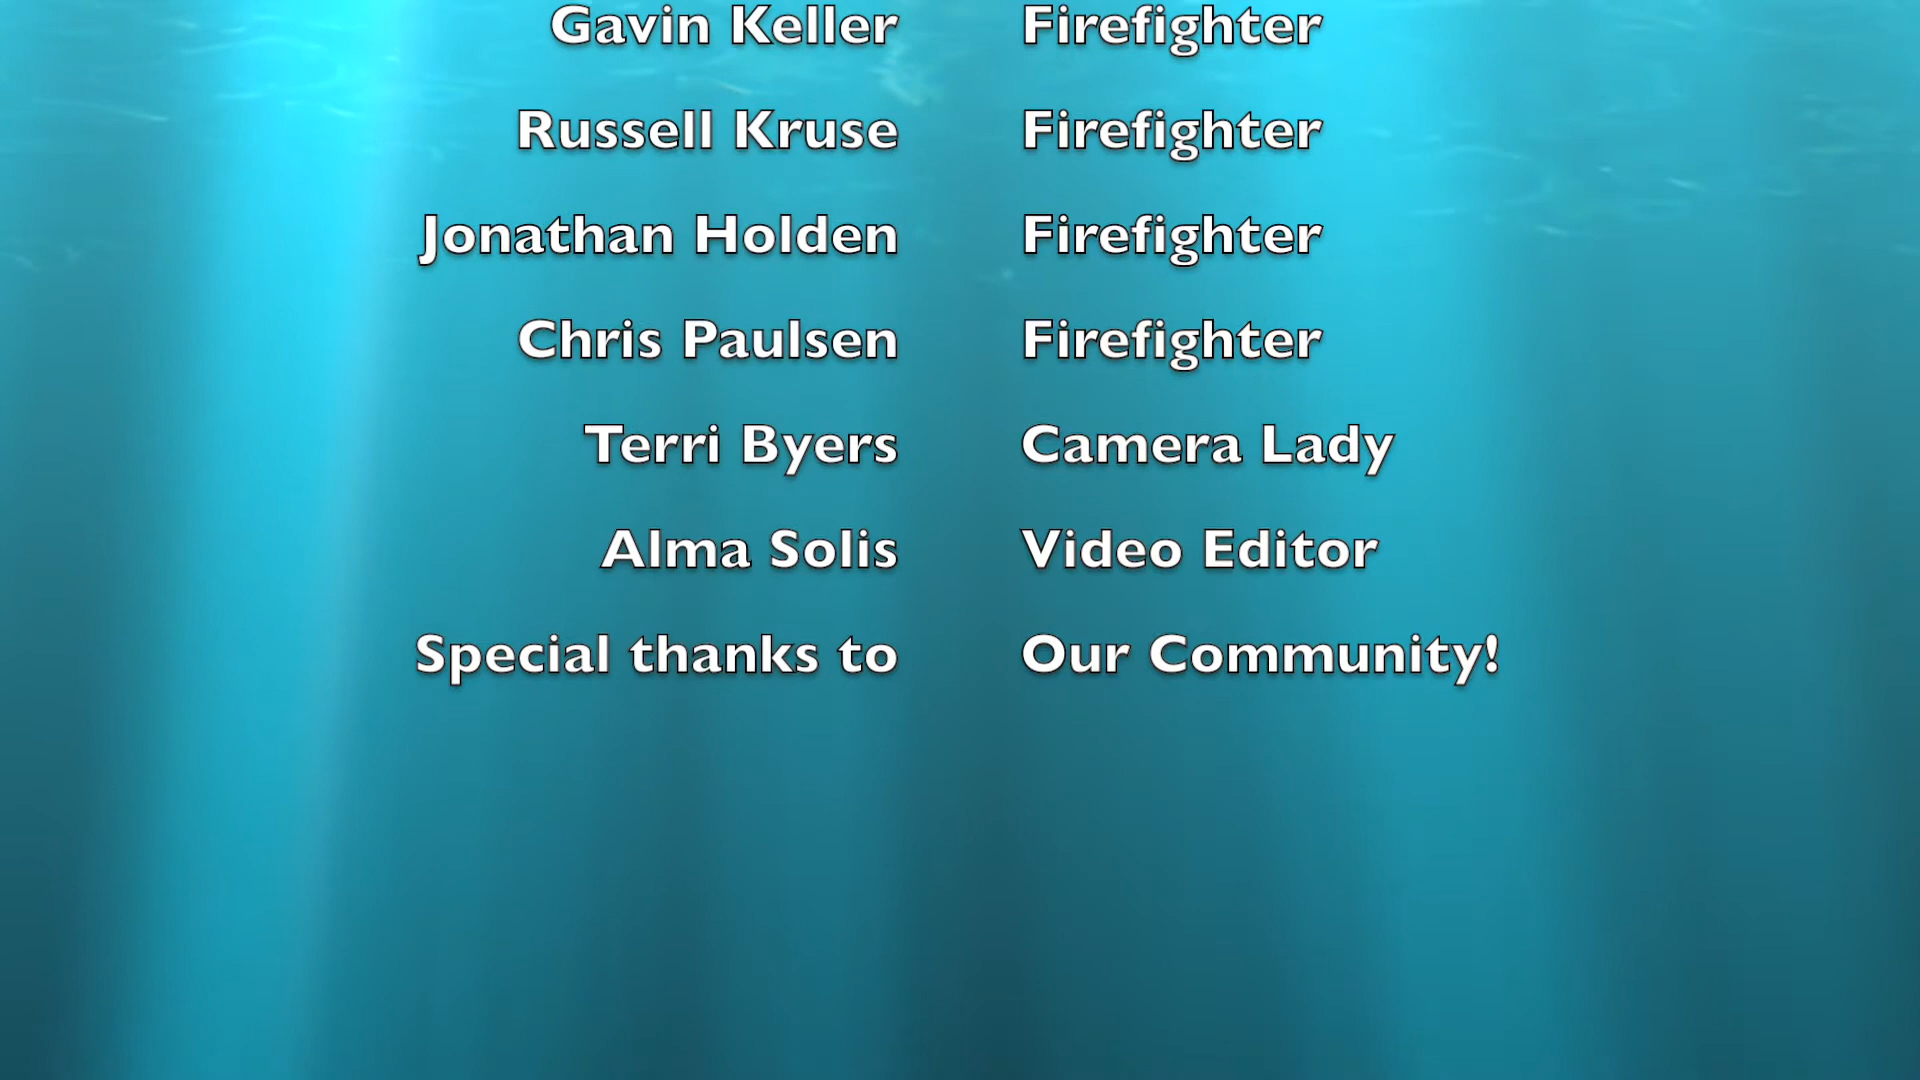 Gavin Keller Firefighter
Russell Kruse Firefighter
Jonathan Holden Firefighter
Chris Paulsen Firefighter
Terri Byers Camera Lady
Alma Solis Video Editor
Special thanks to Our Community!